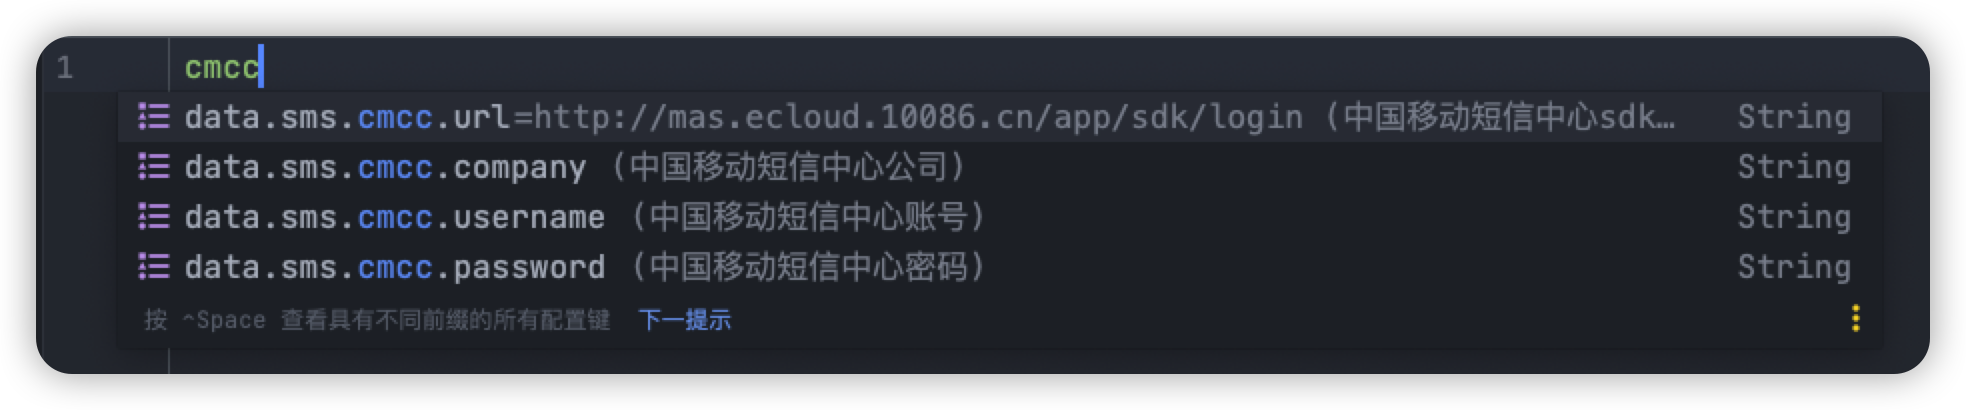 1 cmcc
data.sms.cmcc.url=http://mas.ecloud.10086.cn/app/sdk/login (中国移动短信中心sdk… String
data.sms.cmcc.company (中国移动短信中心公司) String
data.sms.cmcc.username (中国移动短信中心账号) String
data.sms.cmcc.password (中国移动短信中心密码) String
按 ^Space 查看具有不同前缀的所有配置键 下一提示